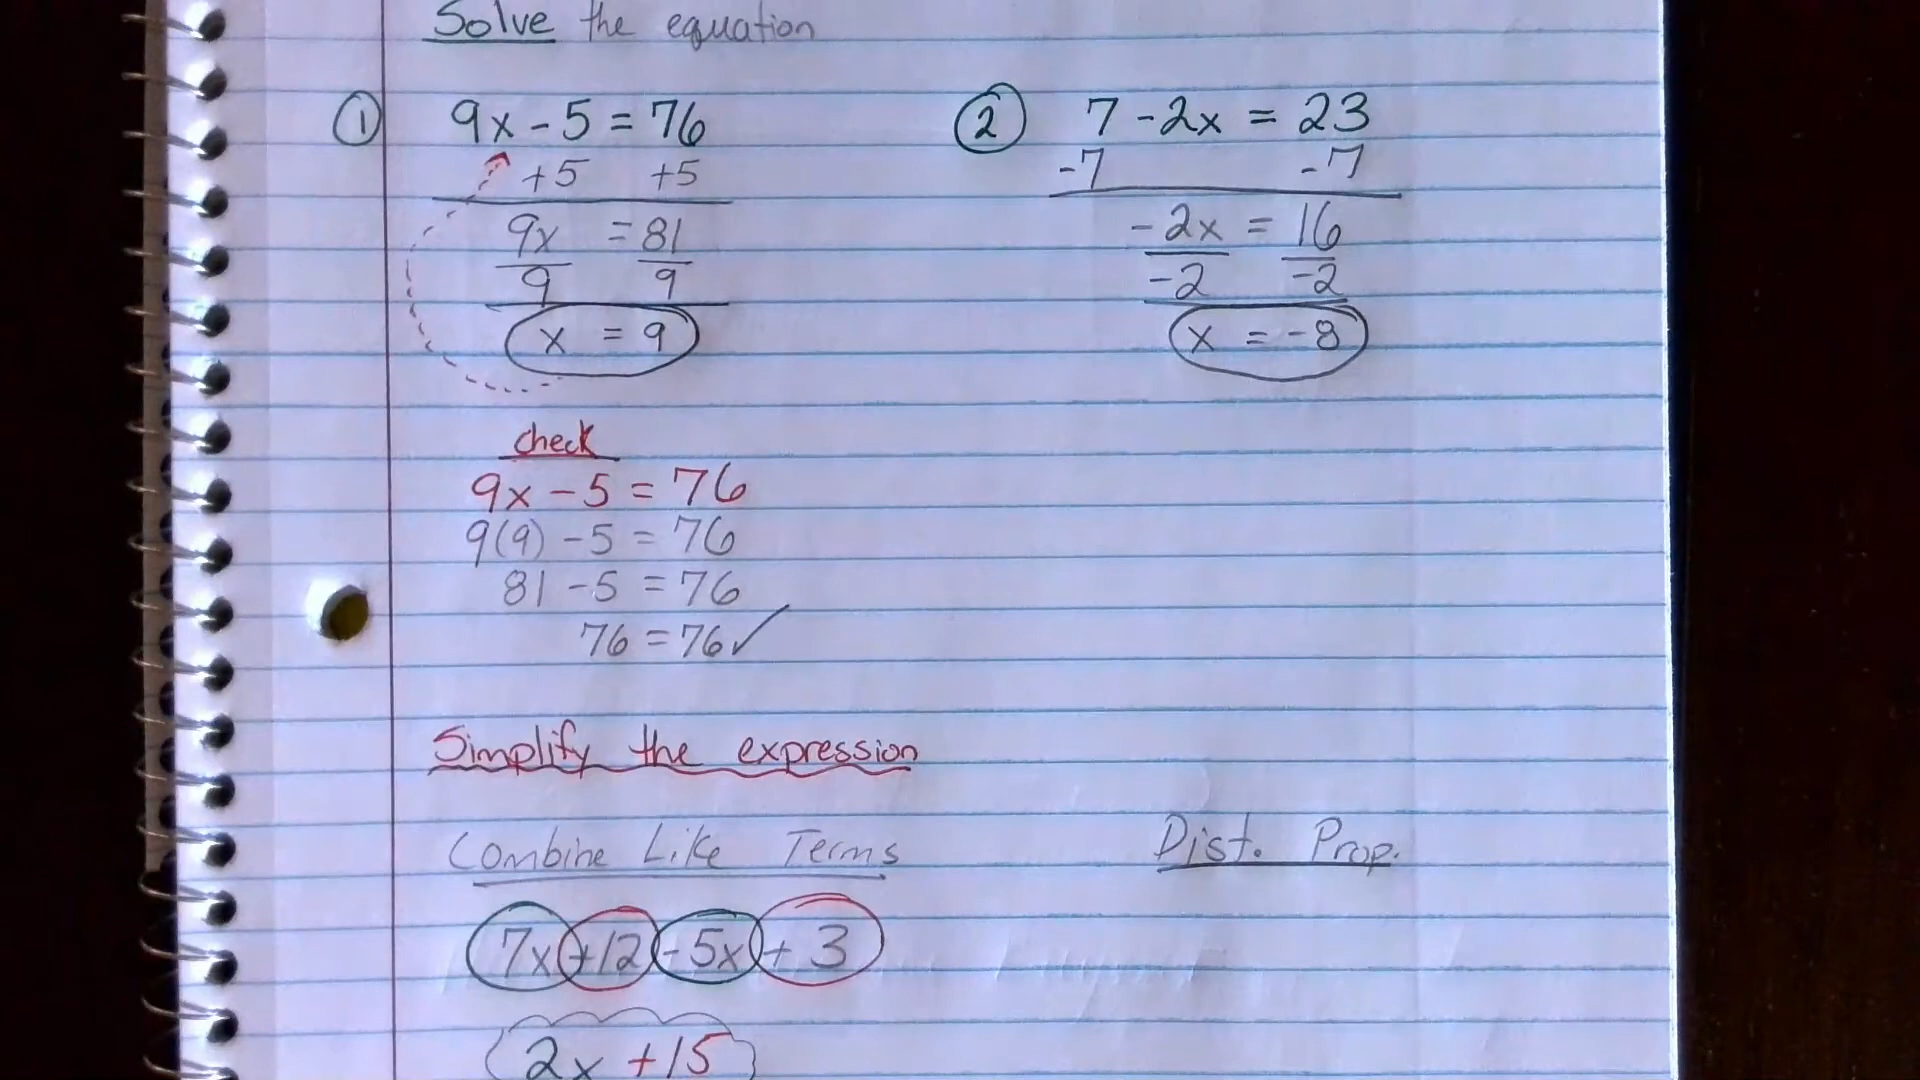 Solve the equation
① 9x - 5 = 76
+5 +5
9x = 81
9 9
x = 9
② 7 - 2x = 23
-7 -7
-2x = 16
-2 -2
x = -8
check
9x - 5 = 76
9(9) - 5 = 76
81 - 5 = 76
76 = 76 ✓
Simplify the expression
Combine Like Terms
7x + 12 - 5x + 3
2x + 15
Dist. Prop.